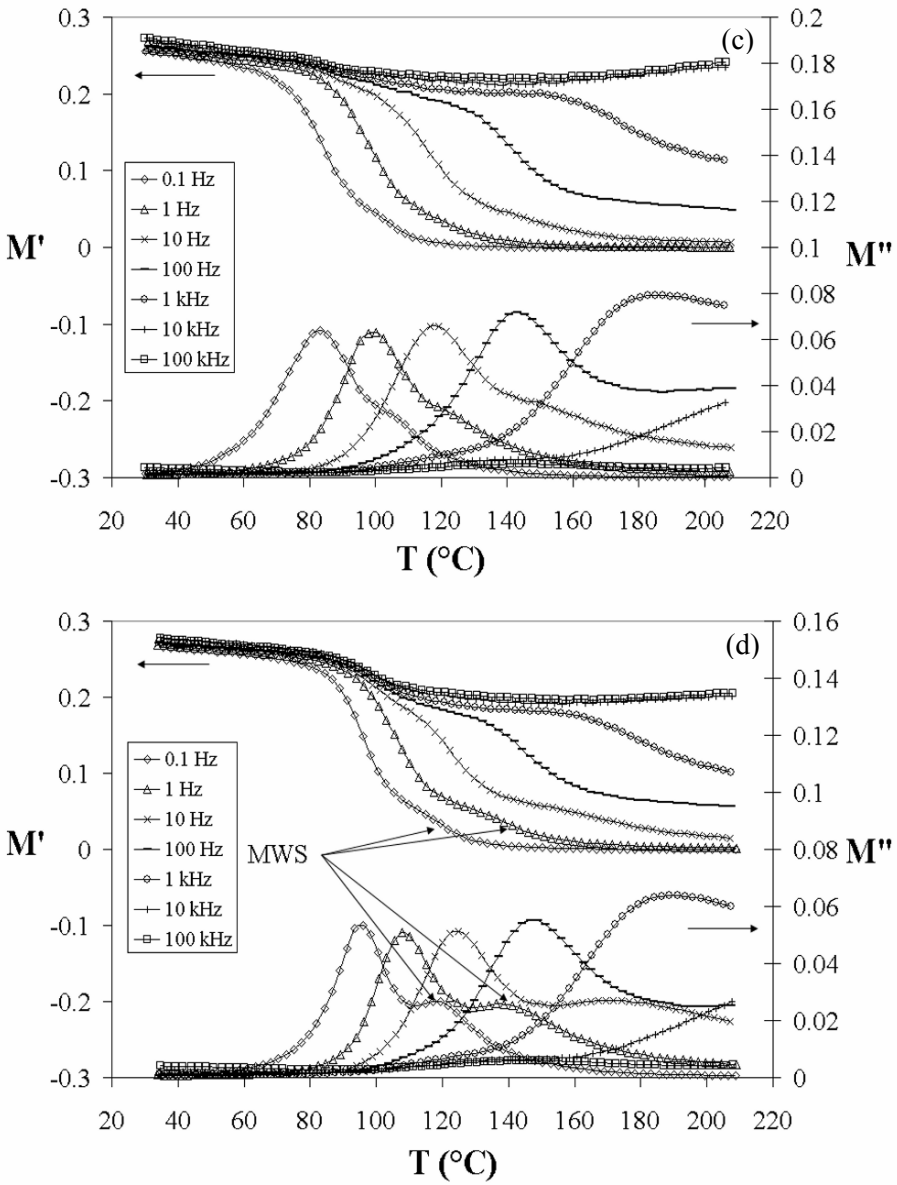 (c)
0.3
0.2
0.1
0
-0.1
-0.2
-0.3
M'
0.2
0.18
0.16
0.14
0.12
0.1
0.08
0.06
0.04
0.02
0
M"
0.1 Hz
1 Hz
10 Hz
100 Hz
1 kHz
10 kHz
100 kHz
20 40 60 80 100 120 140 160 180 200 220
T (°C)
(d)
0.3
0.2
0.1
0
-0.1
-0.2
-0.3
M'
0.16
0.14
0.12
0.1
0.08
0.06
0.04
0.02
0
M"
0.1 Hz
1 Hz
10 Hz
100 Hz
1 kHz
10 kHz
100 kHz
MWS
20 40 60 80 100 120 140 160 180 200 220
T (°C)